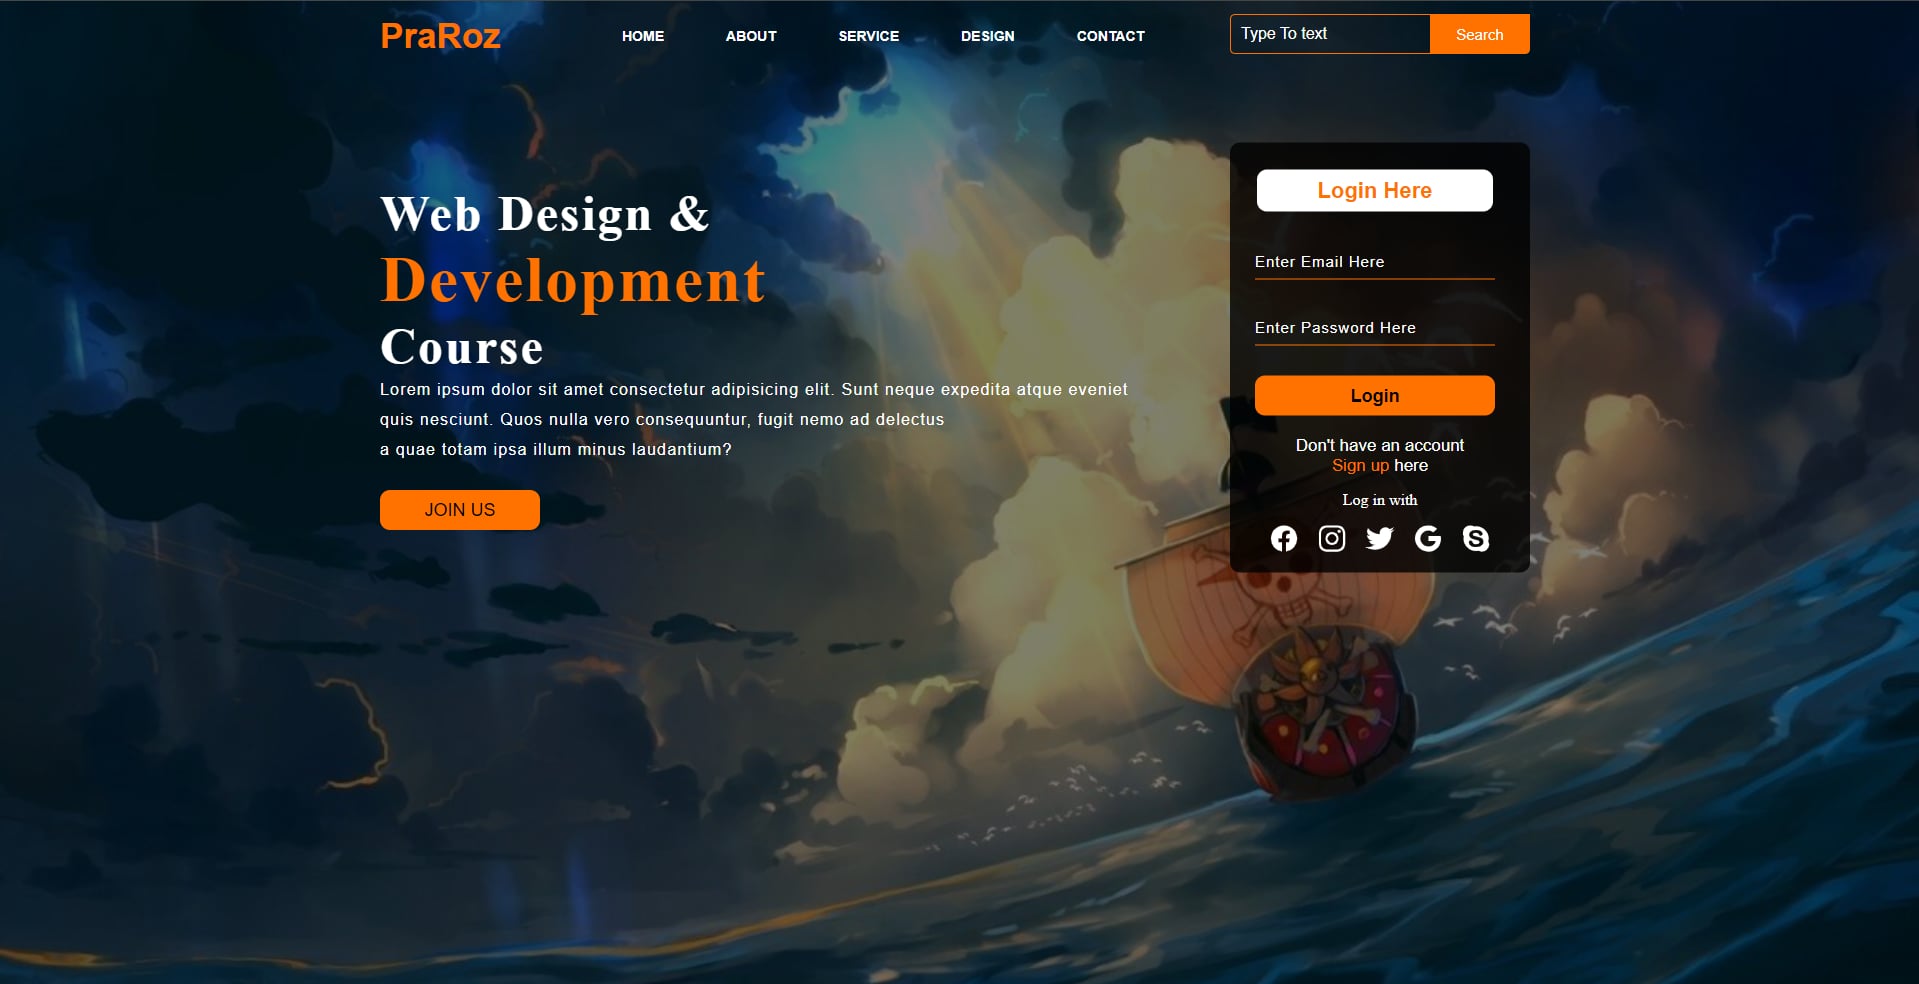 PraRoz
HOME ABOUT SERVICE DESIGN CONTACT
Type To text Search
Web Design &
Development
Course
Lorem ipsum dolor sit amet consectetur adipisicing elit. Sunt neque expedita atque eveniet
quis nesciunt. Quos nulla vero consequuntur, fugit nemo ad delectus
a quae totam ipsa illum minus laudantium?
JOIN US
Login Here
Enter Email Here
Enter Password Here
Login
Don't have an account
Sign up here
Log in with